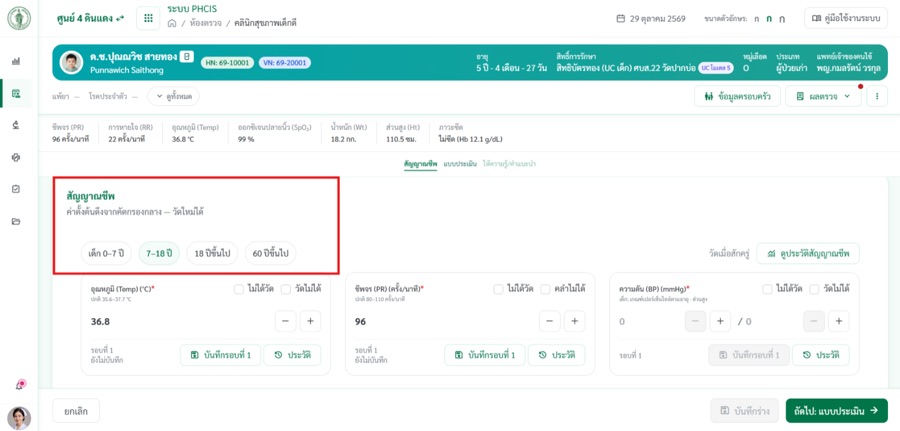 ศูนย์ 4 ดินแดง
ระบบ PHCIS
ห้องตรวจ / คลินิกสุขภาพเด็กดี
29 ตุลาคม 2569
ขนาดตัวอักษร: ก ก ก
คู่มือใช้งานระบบ
ด.ช.ปุณณวิช สายทอง B
Punnawich Saithong
HN: 69-10001
VN: 69-20001
อายุ
5 ปี - 4 เดือน - 27 วัน
สิทธิ์การรักษา
สิทธิบัตรทอง (UC เด็ก) ศบส.22 วัดปากบ่อ UC โมเดล 5
หมู่เลือด
O
ประเภท
ผู้ป่วยเก่า
แพทย์เจ้าของคนไข้
พญ.กมลรัตน์ วรกุล
แพ้ยา —
โรคประจำตัว —
ดูทั้งหมด
ข้อมูลครอบครัว
ผลตรวจ
ชีพจร (PR)
96 ครั้ง/นาที
การหายใจ (RR)
22 ครั้ง/นาที
อุณหภูมิ (Temp)
36.8 °C
ออกซิเจนปลายนิ้ว (SpO₂)
99 %
น้ำหนัก (Wt)
18.2 กก.
ส่วนสูง (Ht)
110.5 ซม.
ภาวะซีด
ไม่ซีด (Hb 12.1 g/dL)
สัญญาณชีพ แบบประเมิน ให้ความรู้/คำแนะนำ
สัญญาณชีพ
ค่าตั้งต้นดึงจากคัดกรองกลาง — วัดใหม่ได้
เด็ก 0–7 ปี
7–18 ปี
18 ปีขึ้นไป
60 ปีขึ้นไป
วัดเมื่อสักครู่
ดูประวัติสัญญาณชีพ
อุณหภูมิ (Temp) (°C)*
ปกติ 35.6–37.7 °C
ไม่ได้วัด
วัดไม่ได้
36.8
− +
รอบที่ 1
ยังไม่บันทึก
บันทึกรอบที่ 1
ประวัติ
ชีพจร (PR) (ครั้ง/นาที)*
ปกติ 80–110 ครั้ง/นาที
ไม่ได้วัด
คลำไม่ได้
96
− +
รอบที่ 1
ยังไม่บันทึก
บันทึกรอบที่ 1
ประวัติ
ความดัน (BP) (mmHg)*
ไม่ได้วัด
วัดไม่ได้
0 − + / 0 − +
รอบที่ 1
บันทึกรอบที่ 1
ประวัติ
ยกเลิก
บันทึกร่าง
ถัดไป: แบบประเมิน